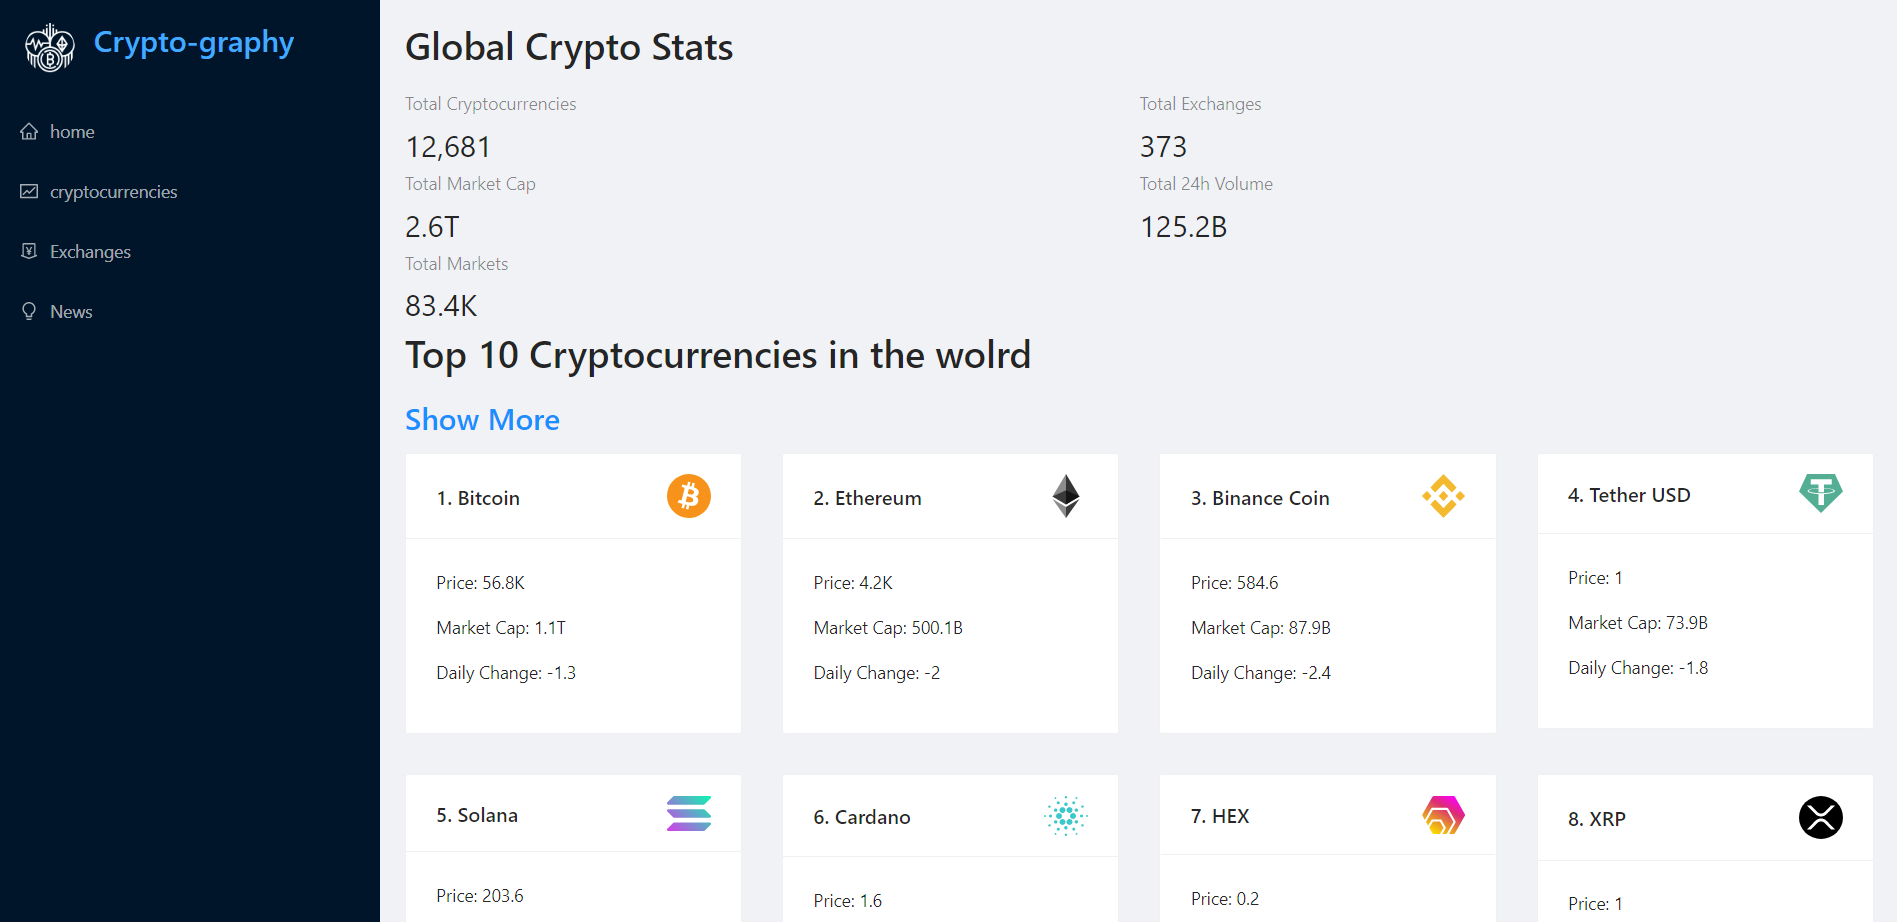 Crypto-graphy
home
cryptocurrencies
Exchanges
News
Global Crypto Stats
Total Cryptocurrencies
12,681
Total Exchanges
373
Total Market Cap
2.6T
Total 24h Volume
125.2B
Total Markets
83.4K
Top 10 Cryptocurrencies in the wolrd
Show More
1. Bitcoin
Price: 56.8K
Market Cap: 1.1T
Daily Change: -1.3
2. Ethereum
Price: 4.2K
Market Cap: 500.1B
Daily Change: -2
3. Binance Coin
Price: 584.6
Market Cap: 87.9B
Daily Change: -2.4
4. Tether USD
Price: 1
Market Cap: 73.9B
Daily Change: -1.8
5. Solana
Price: 203.6
6. Cardano
Price: 1.6
7. HEX
Price: 0.2
8. XRP
Price: 1